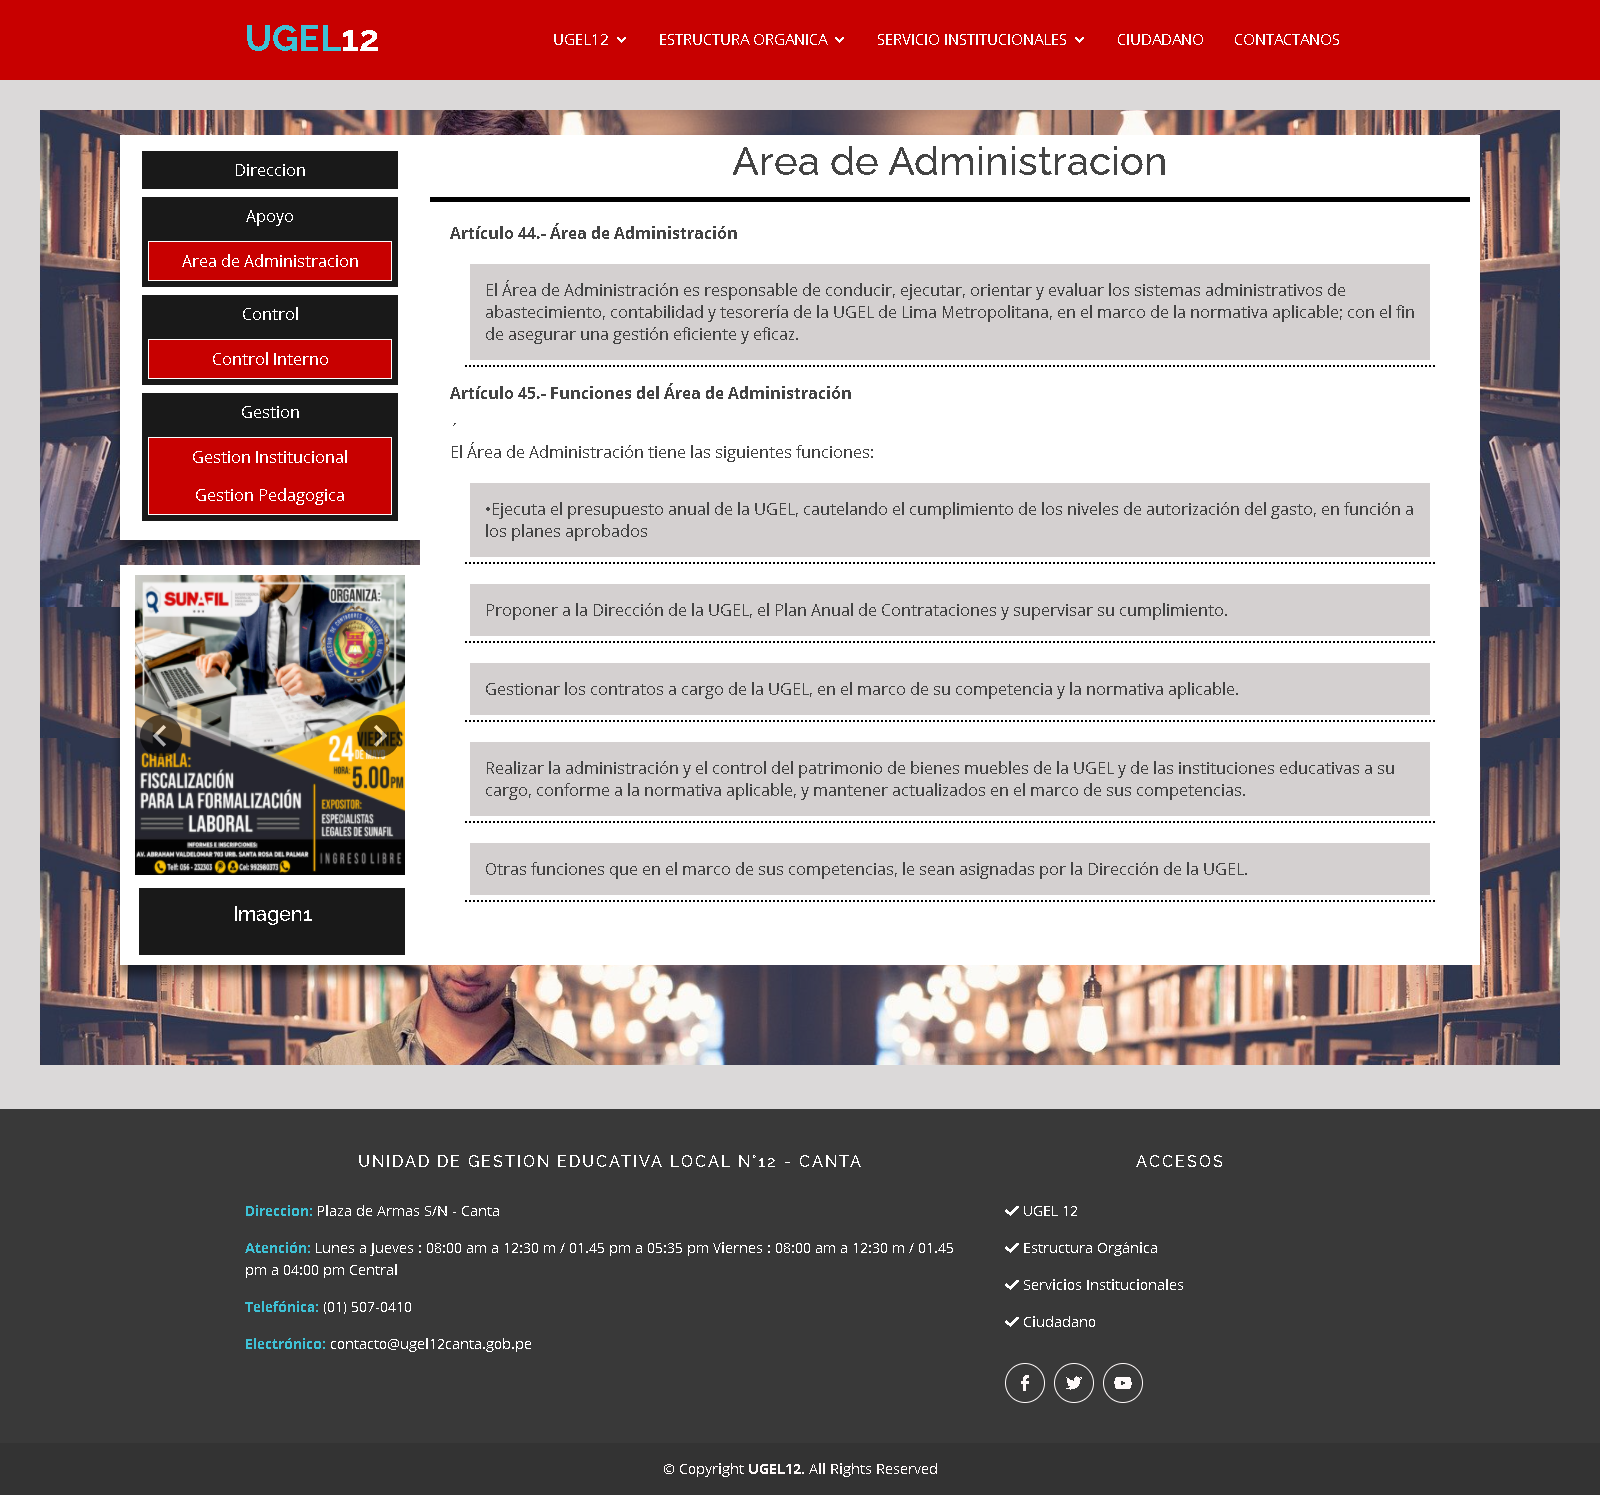 UGEL12
UGEL12
ESTRUCTURA ORGANICA
SERVICIO INSTITUCIONALES
CIUDADANO
CONTACTANOS
Direccion
Apoyo
Area de Administracion
Control
Control Interno
Gestion
Gestion Institucional
Gestion Pedagogica
SUNAFIL
ORGANIZA:
24 VIERNES
DE MAYO
HORA: 5.00PM
CHARLA:
FISCALIZACIÓN
PARA LA FORMALIZACIÓN
LABORAL
EXPOSITOR:
ESPECIALISTAS
LEGALES DE SUNAFIL
INFORMES E INSCRIPCIONES:
AV. ABRAHAM VALDELOMAR 703 URB. SANTA ROSA DEL PALMAR
Telf: 056 - 232303
Cel: 992980373
INGRESO LIBRE
Imagen1
Area de Administracion
Artículo 44.- Área de Administración
El Área de Administración es responsable de conducir, ejecutar, orientar y evaluar los sistemas administrativos de
abastecimiento, contabilidad y tesorería de la UGEL de Lima Metropolitana, en el marco de la normativa aplicable; con el fin
de asegurar una gestión eficiente y eficaz.
Artículo 45.- Funciones del Área de Administración
´
El Área de Administración tiene las siguientes funciones:
•Ejecuta el presupuesto anual de la UGEL, cautelando el cumplimiento de los niveles de autorización del gasto, en función a
los planes aprobados
Proponer a la Dirección de la UGEL, el Plan Anual de Contrataciones y supervisar su cumplimiento.
Gestionar los contratos a cargo de la UGEL, en el marco de su competencia y la normativa aplicable.
Realizar la administración y el control del patrimonio de bienes muebles de la UGEL y de las instituciones educativas a su
cargo, conforme a la normativa aplicable, y mantener actualizados en el marco de sus competencias.
Otras funciones que en el marco de sus competencias, le sean asignadas por la Dirección de la UGEL.
UNIDAD DE GESTION EDUCATIVA LOCAL N°12 - CANTA
Direccion: Plaza de Armas S/N - Canta
Atención: Lunes a Jueves : 08:00 am a 12:30 m / 01.45 pm a 05:35 pm Viernes : 08:00 am a 12:30 m / 01.45
pm a 04:00 pm Central
Telefónica: (01) 507-0410
Electrónico: contacto@ugel12canta.gob.pe
ACCESOS
UGEL 12
Estructura Orgánica
Servicios Institucionales
Ciudadano
© Copyright UGEL12. All Rights Reserved